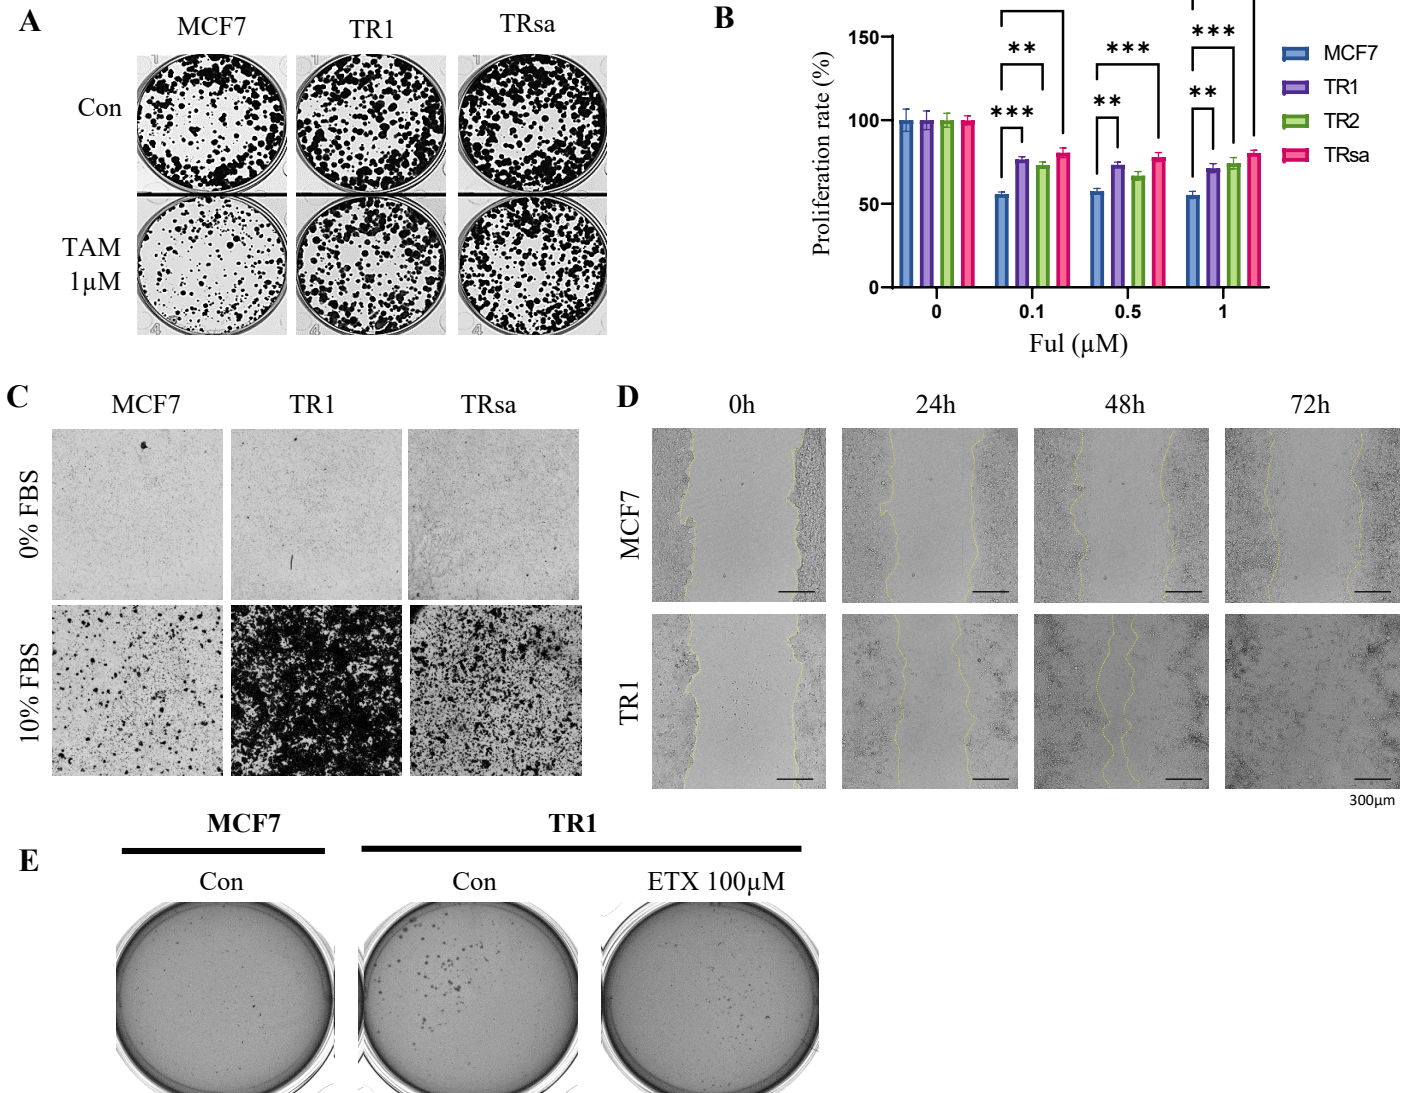 A
MCF7 TR1 TRsa
Con
TAM
1µM
B
** *** ***
*** ** **
Proliferation rate (%)
150
100
50
0
0 0.1 0.5 1
Ful (µM)
MCF7
TR1
TR2
TRsa
C
MCF7 TR1 TRsa
0% FBS
10% FBS
D
0h 24h 48h 72h
MCF7
TR1
300µm
E
MCF7 TR1
Con Con ETX 100µM